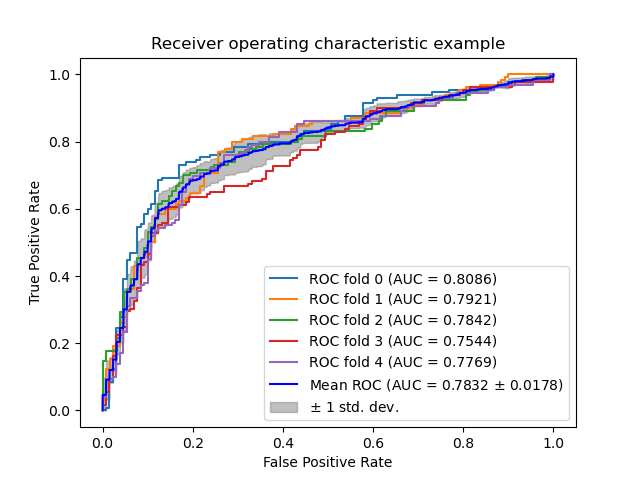 Receiver operating characteristic example
True Positive Rate
1.0
0.8
0.6
0.4
0.2
0.0
ROC fold 0 (AUC = 0.8086)
ROC fold 1 (AUC = 0.7921)
ROC fold 2 (AUC = 0.7842)
ROC fold 3 (AUC = 0.7544)
ROC fold 4 (AUC = 0.7769)
Mean ROC (AUC = 0.7832 ± 0.0178)
± 1 std. dev.
0.0 0.2 0.4 0.6 0.8 1.0
False Positive Rate